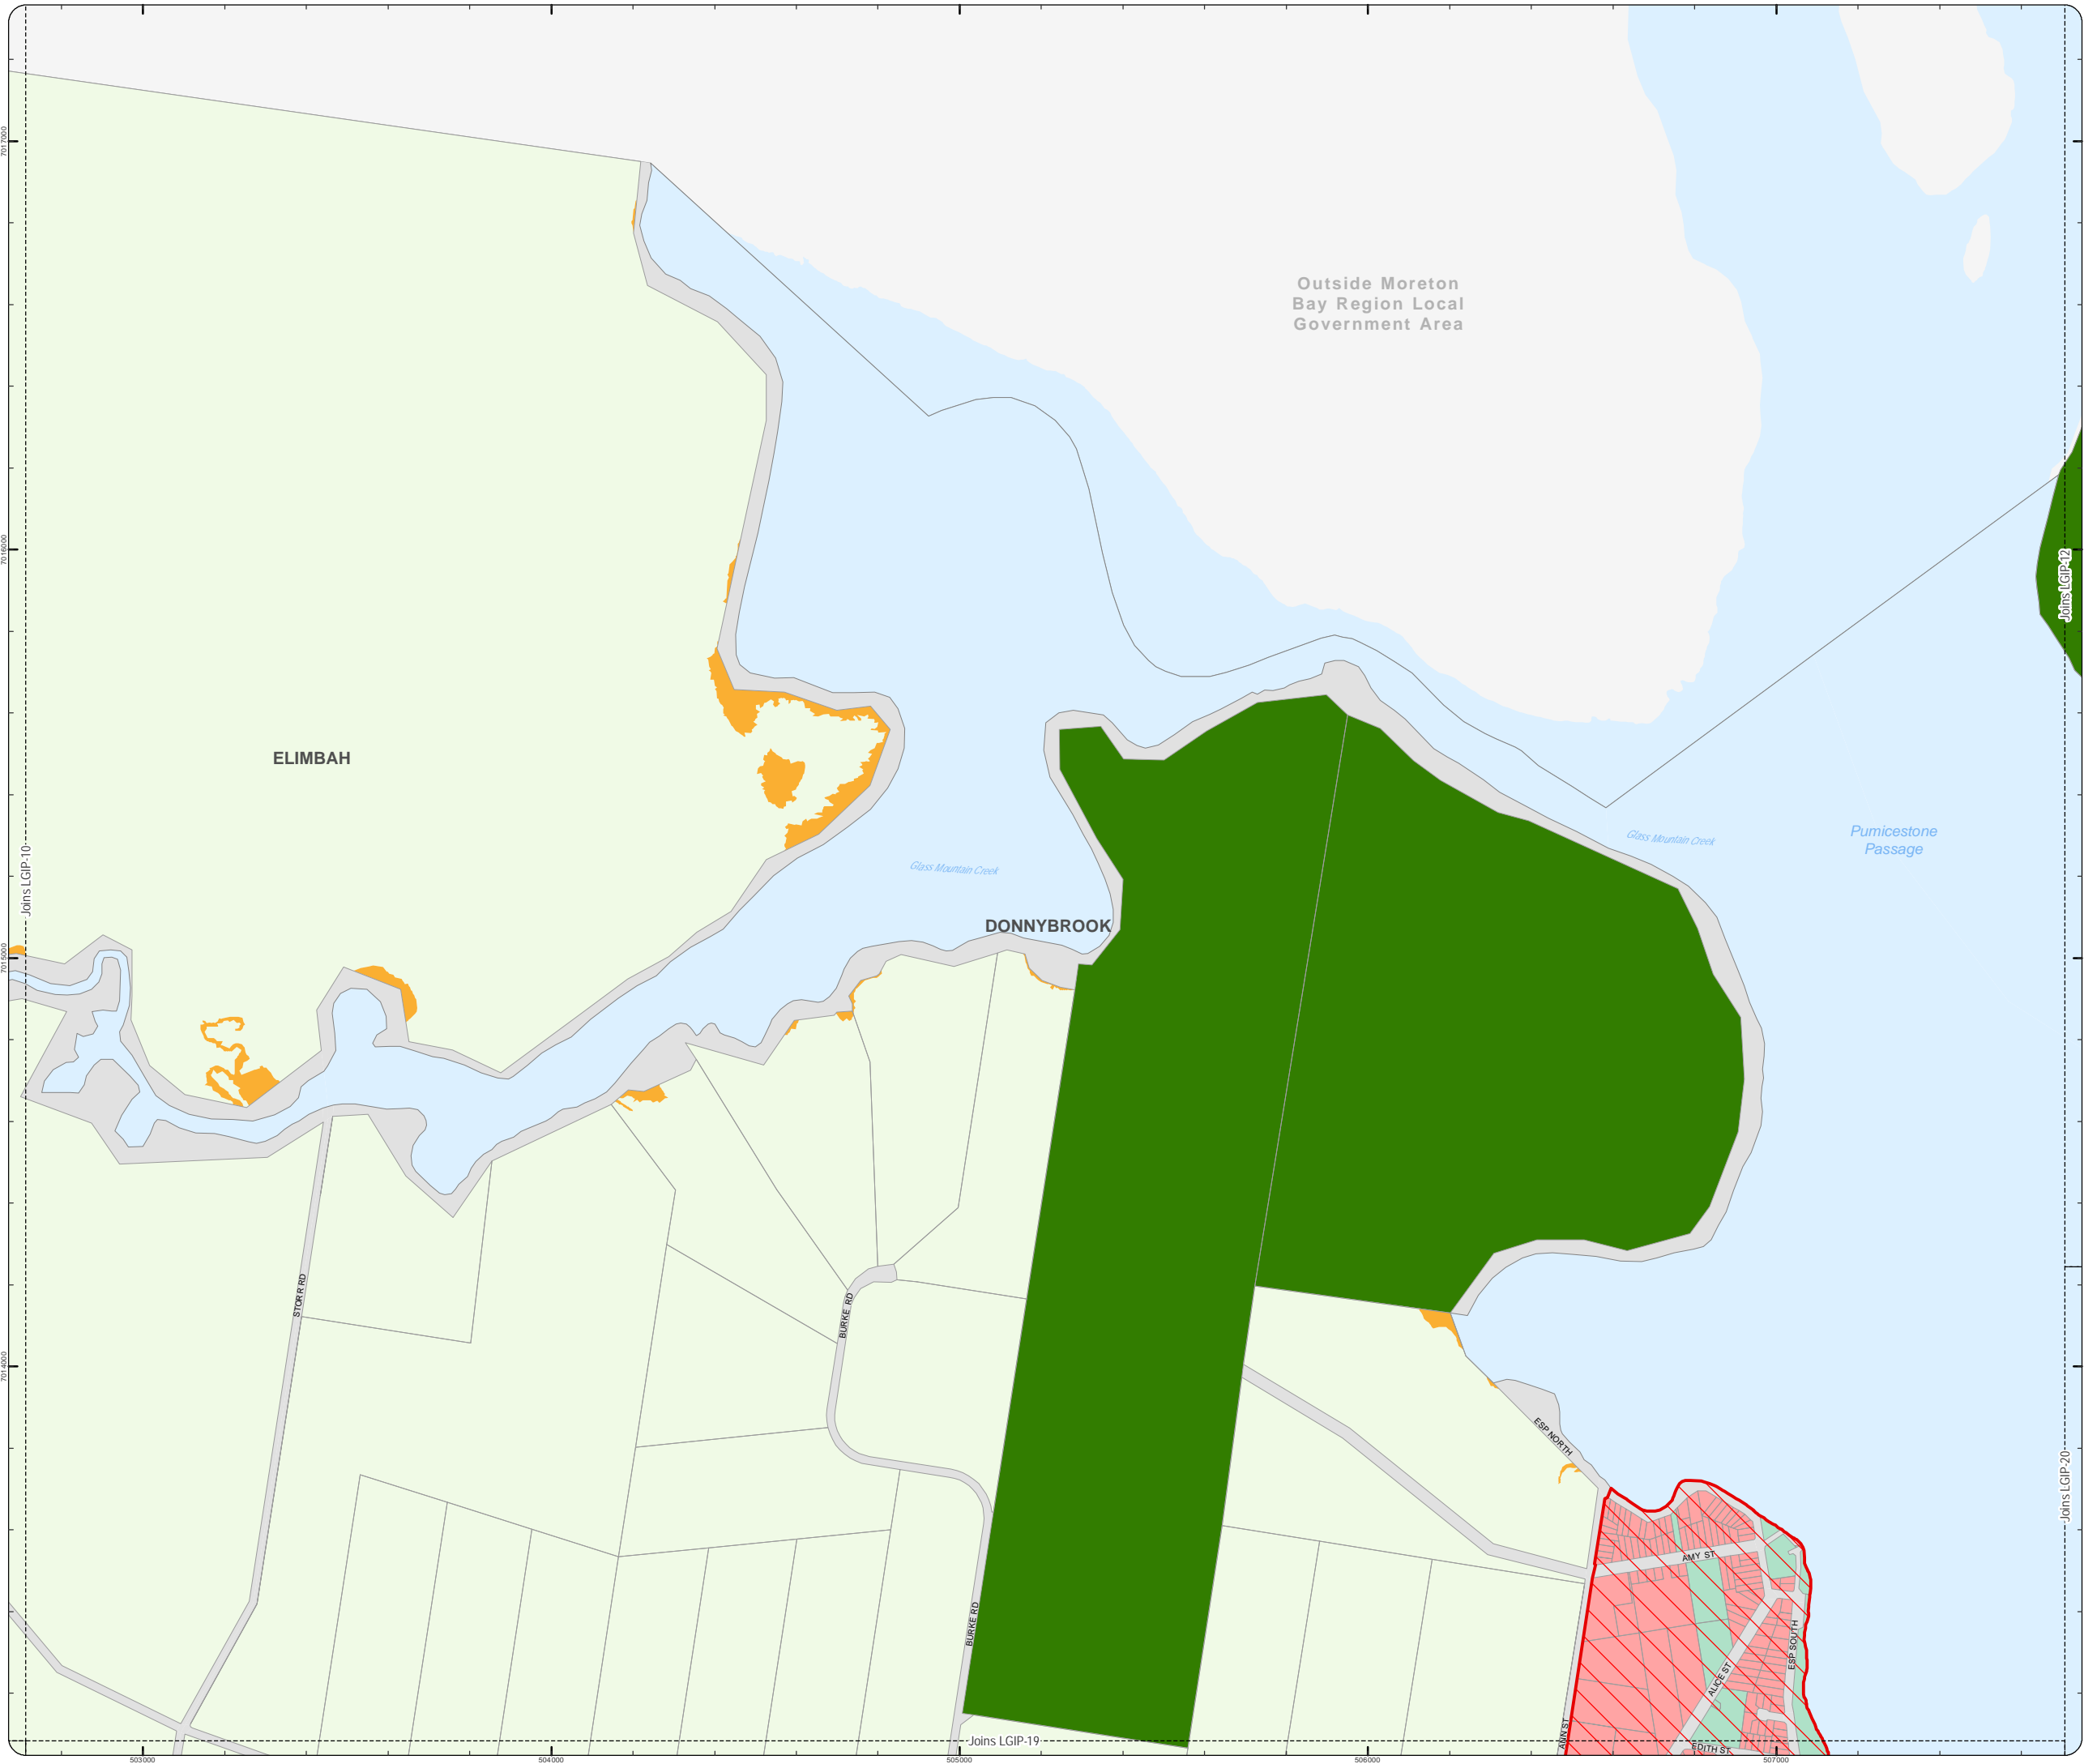 7017000
Outside Moreton
Bay Region Local
Government Area
7016000
Joins LGIP-12
ELIMBAH
Pumicestone
Passage
Glass Mountain Creek
Glass Mountain Creek
Joins LGIP-10
DONNYBROOK
7015000
STORR RD
BURKE RD
7014000
ESP NORTH
Joins LGIP-20
AMY ST
BURKE RD
ESP SOUTH
ALICE ST
ANN ST
EDITH ST
Joins LGIP-19
503000
504000
505000
506000
507000